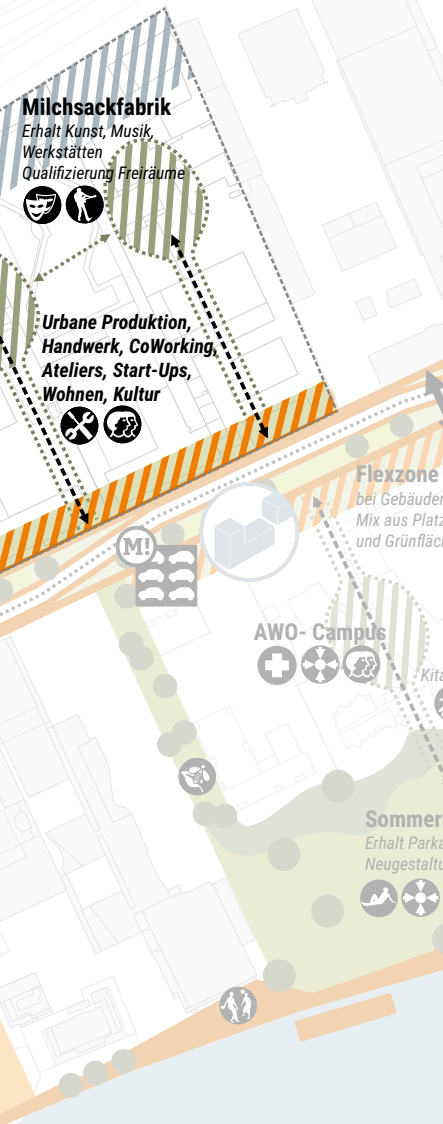 Milchsackfabrik
Erhalt Kunst, Musik,
Werkstätten
Qualifizierung Freiräume
Urbane Produktion,
Handwerk, CoWorking,
Ateliers, Start-Ups,
Wohnen, Kultur
Flexzone
bei Gebäuden
Mix aus Platz
und Grünfläc
M!
AWO- Campus
Kita
Sommer
Erhalt Parka
Neugestaltu